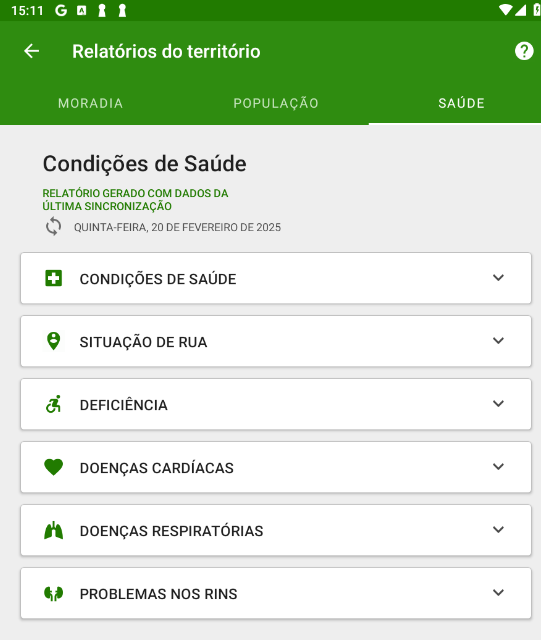 15:11
Relatórios do território
MORADIA
POPULAÇÃO
SAÚDE
Condições de Saúde
RELATÓRIO GERADO COM DADOS DA
ÚLTIMA SINCRONIZAÇÃO
QUINTA-FEIRA, 20 DE FEVEREIRO DE 2025
CONDIÇÕES DE SAÚDE
SITUAÇÃO DE RUA
DEFICIÊNCIA
DOENÇAS CARDÍACAS
DOENÇAS RESPIRATÓRIAS
PROBLEMAS NOS RINS